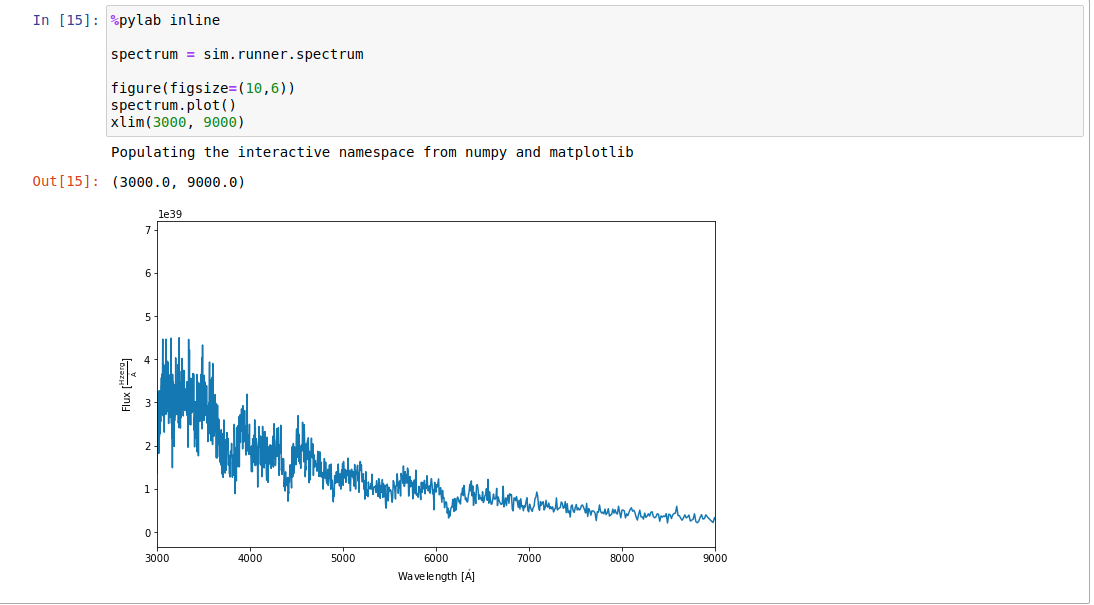 In [15]: %pylab inline
spectrum = sim.runner.spectrum
figure(figsize=(10,6))
spectrum.plot()
xlim(3000, 9000)
Populating the interactive namespace from numpy and matplotlib
Out[15]: (3000.0, 9000.0)
1e39
7
6
5
4
3
2
1
0
Flux [Hzerg/Å]
3000 4000 5000 6000 7000 8000 9000
Wavelength [Å]